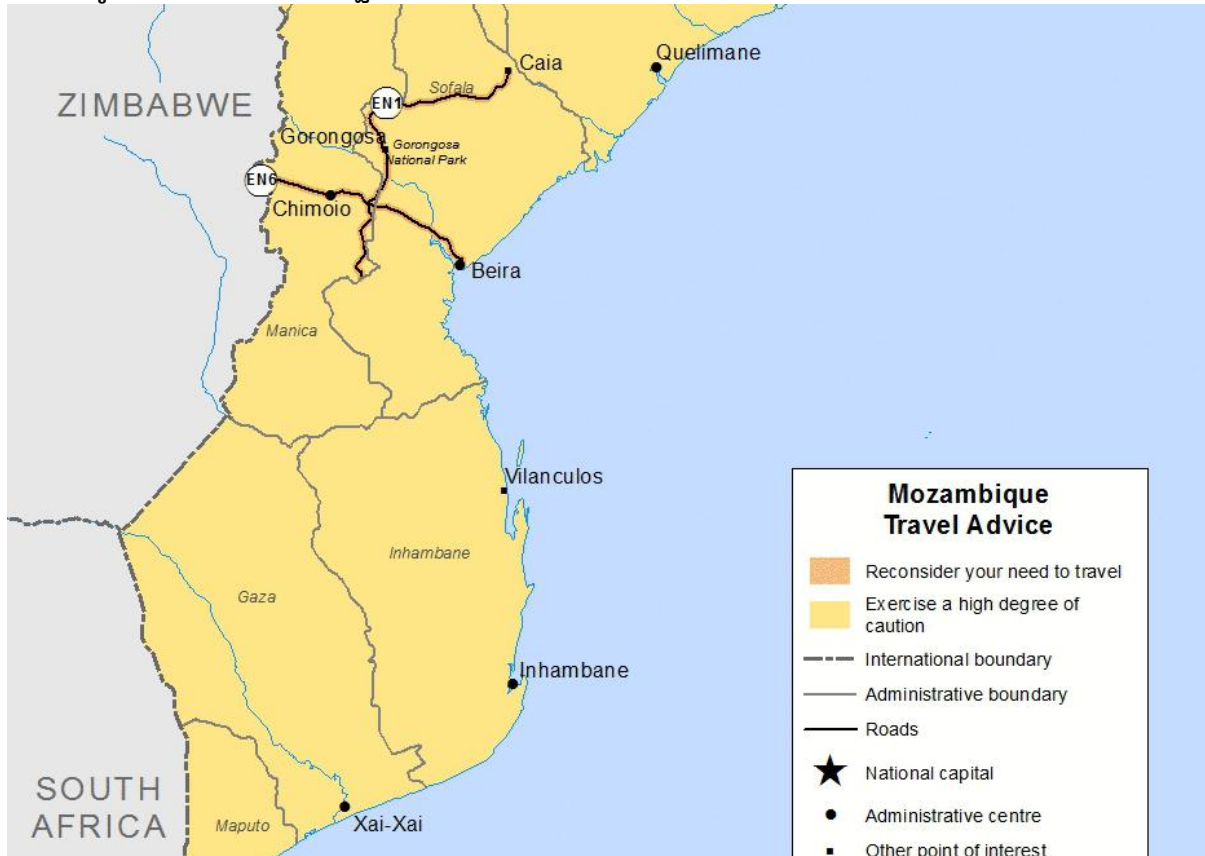 ZIMBABWE
Caia
Quelimane
Sofala
EN1
Gorongosa
Gorongosa
National Park
EN6
Chimoio
Beira
Manica
Vilanculos
Inhambane
Gaza
Inhambane
SOUTH
AFRICA
Maputo
Xai-Xai
Mozambique
Travel Advice
Reconsider your need to travel
Exercise a high degree of
caution
International boundary
Administrative boundary
Roads
National capital
Administrative centre
Other point of interest